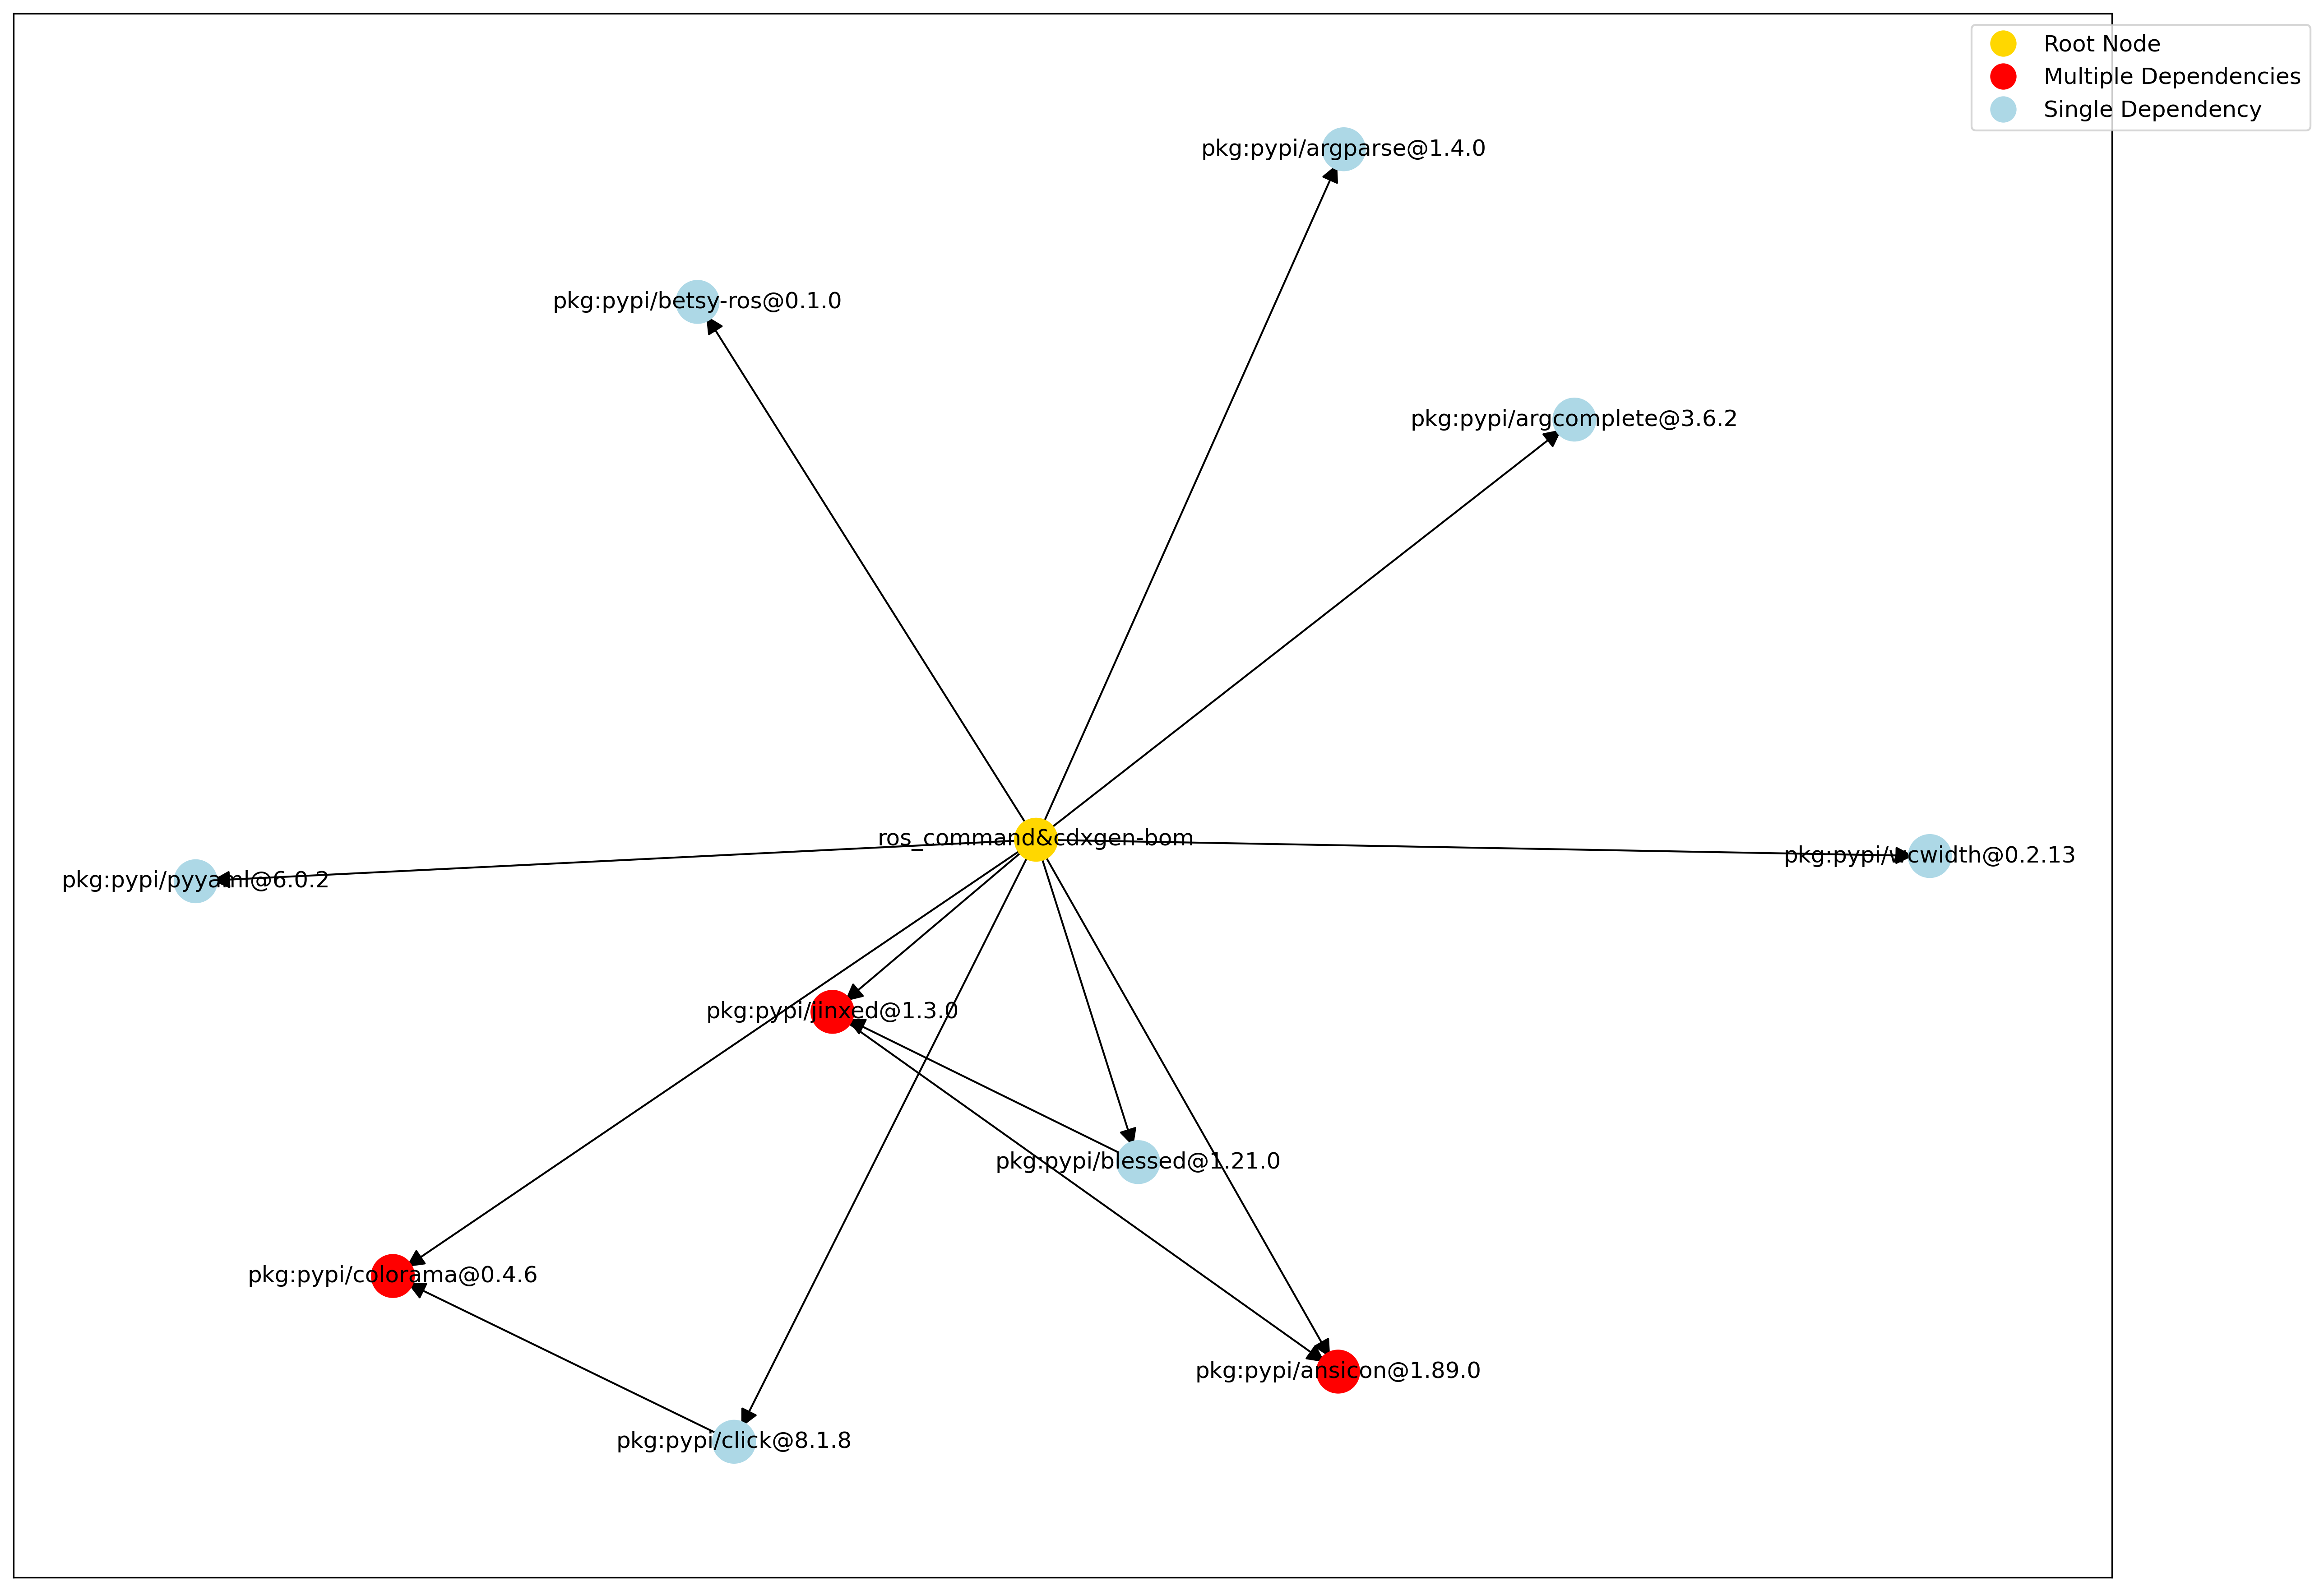 Root Node
Multiple Dependencies
Single Dependency
pkg:pypi/argparse@1.4.0
pkg:pypi/betsy-ros@0.1.0
pkg:pypi/argcomplete@3.6.2
ros_command&cdxgen-bom
pkg:pypi/wcwidth@0.2.13
pkg:pypi/pyyaml@6.0.2
pkg:pypi/jinxed@1.3.0
pkg:pypi/blessed@1.21.0
pkg:pypi/colorama@0.4.6
pkg:pypi/ansicon@1.89.0
pkg:pypi/click@8.1.8